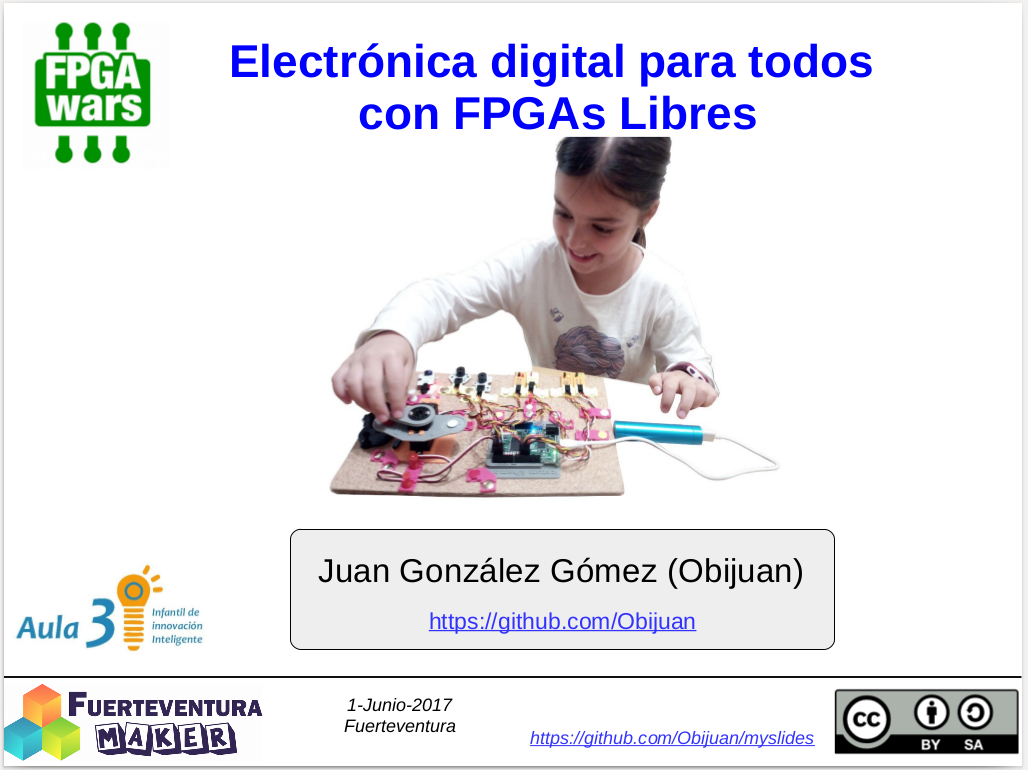 FPGA
wars
Electrónica digital para todos
con FPGAs Libres
Juan González Gómez (Obijuan)
https://github.com/Obijuan
Aula 3
Infantil de
innovación
Inteligente
FUERTEVENTURA
MAKER
1-Junio-2017
Fuerteventura
https://github.com/Obijuan/myslides
cc
BY SA